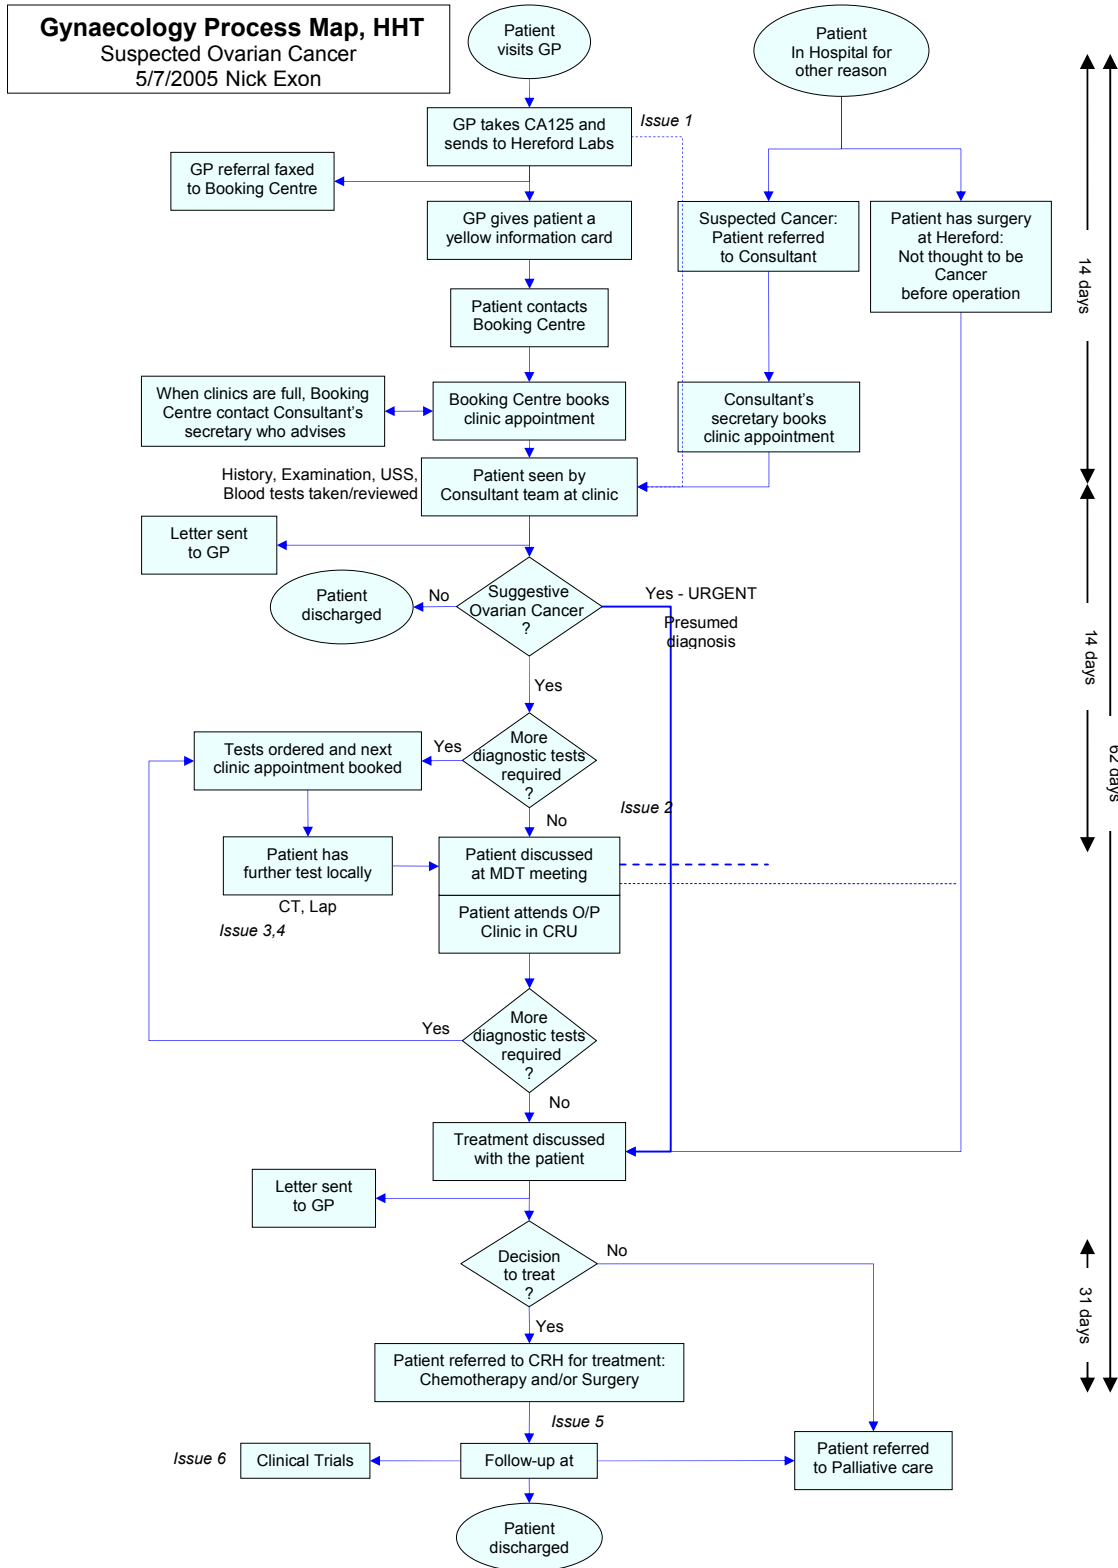 Gynaecology Process Map, HHT
Suspected Ovarian Cancer
5/7/2005 Nick Exon
Patient
visits GP
Patient
In Hospital for
other reason
GP takes CA125 and
sends to Hereford Labs
Issue 1
GP referral faxed
to Booking Centre
GP gives patient a
yellow information card
Suspected Cancer:
Patient referred
to Consultant
Patient has surgery
at Hereford:
Not thought to be
Cancer
before operation
14 days
Patient contacts
Booking Centre
When clinics are full, Booking
Centre contact Consultant's
secretary who advises
Booking Centre books
clinic appointment
Consultant's
secretary books
clinic appointment
History, Examination, USS,
Blood tests taken/reviewed
Patient seen by
Consultant team at clinic
Letter sent
to GP
Patient
discharged
No
Suggestive
Ovarian Cancer
?
Yes - URGENT
Presumed
diagnosis
14 days
Yes
Tests ordered and next
clinic appointment booked
Yes
More
diagnostic tests
required
?
62 days
Issue 2
No
Patient has
further test locally
Patient discussed
at MDT meeting
CT, Lap
Issue 3,4
Patient attends O/P
Clinic in CRU
Yes
More
diagnostic tests
required
?
No
Treatment discussed
with the patient
Letter sent
to GP
Decision
to treat
?
No
31 days
Yes
Patient referred to CRH for treatment:
Chemotherapy and/or Surgery
Issue 5
Issue 6
Clinical Trials
Follow-up at
Patient referred
to Palliative care
Patient
discharged